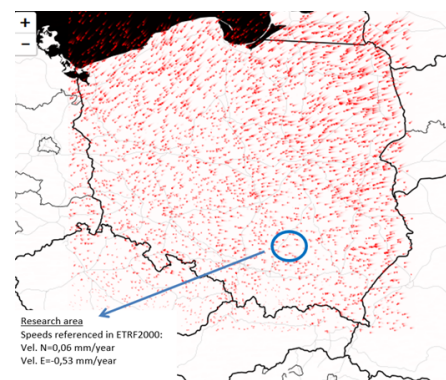 +
−
Research area
Speeds referenced in ETRF2000:
Vel. N=0,06 mm/year
Vel. E=-0,53 mm/year